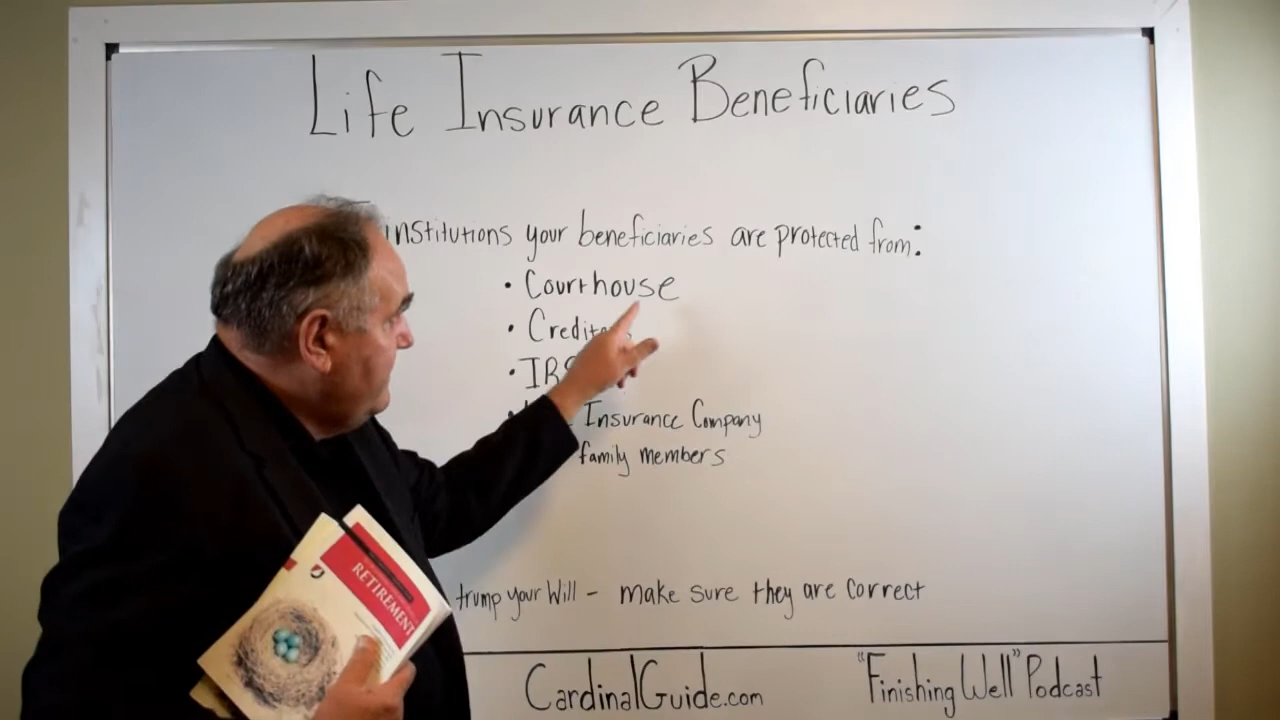 Life Insurance Beneficiaries
institutions your beneficiaries are protected from:
• Courthouse
•
• IRS
Insurance Company
family members
trump your Will - make sure they are correct
CardinalGuide.com
"Finishing Well" Podcast
RETIREMENT